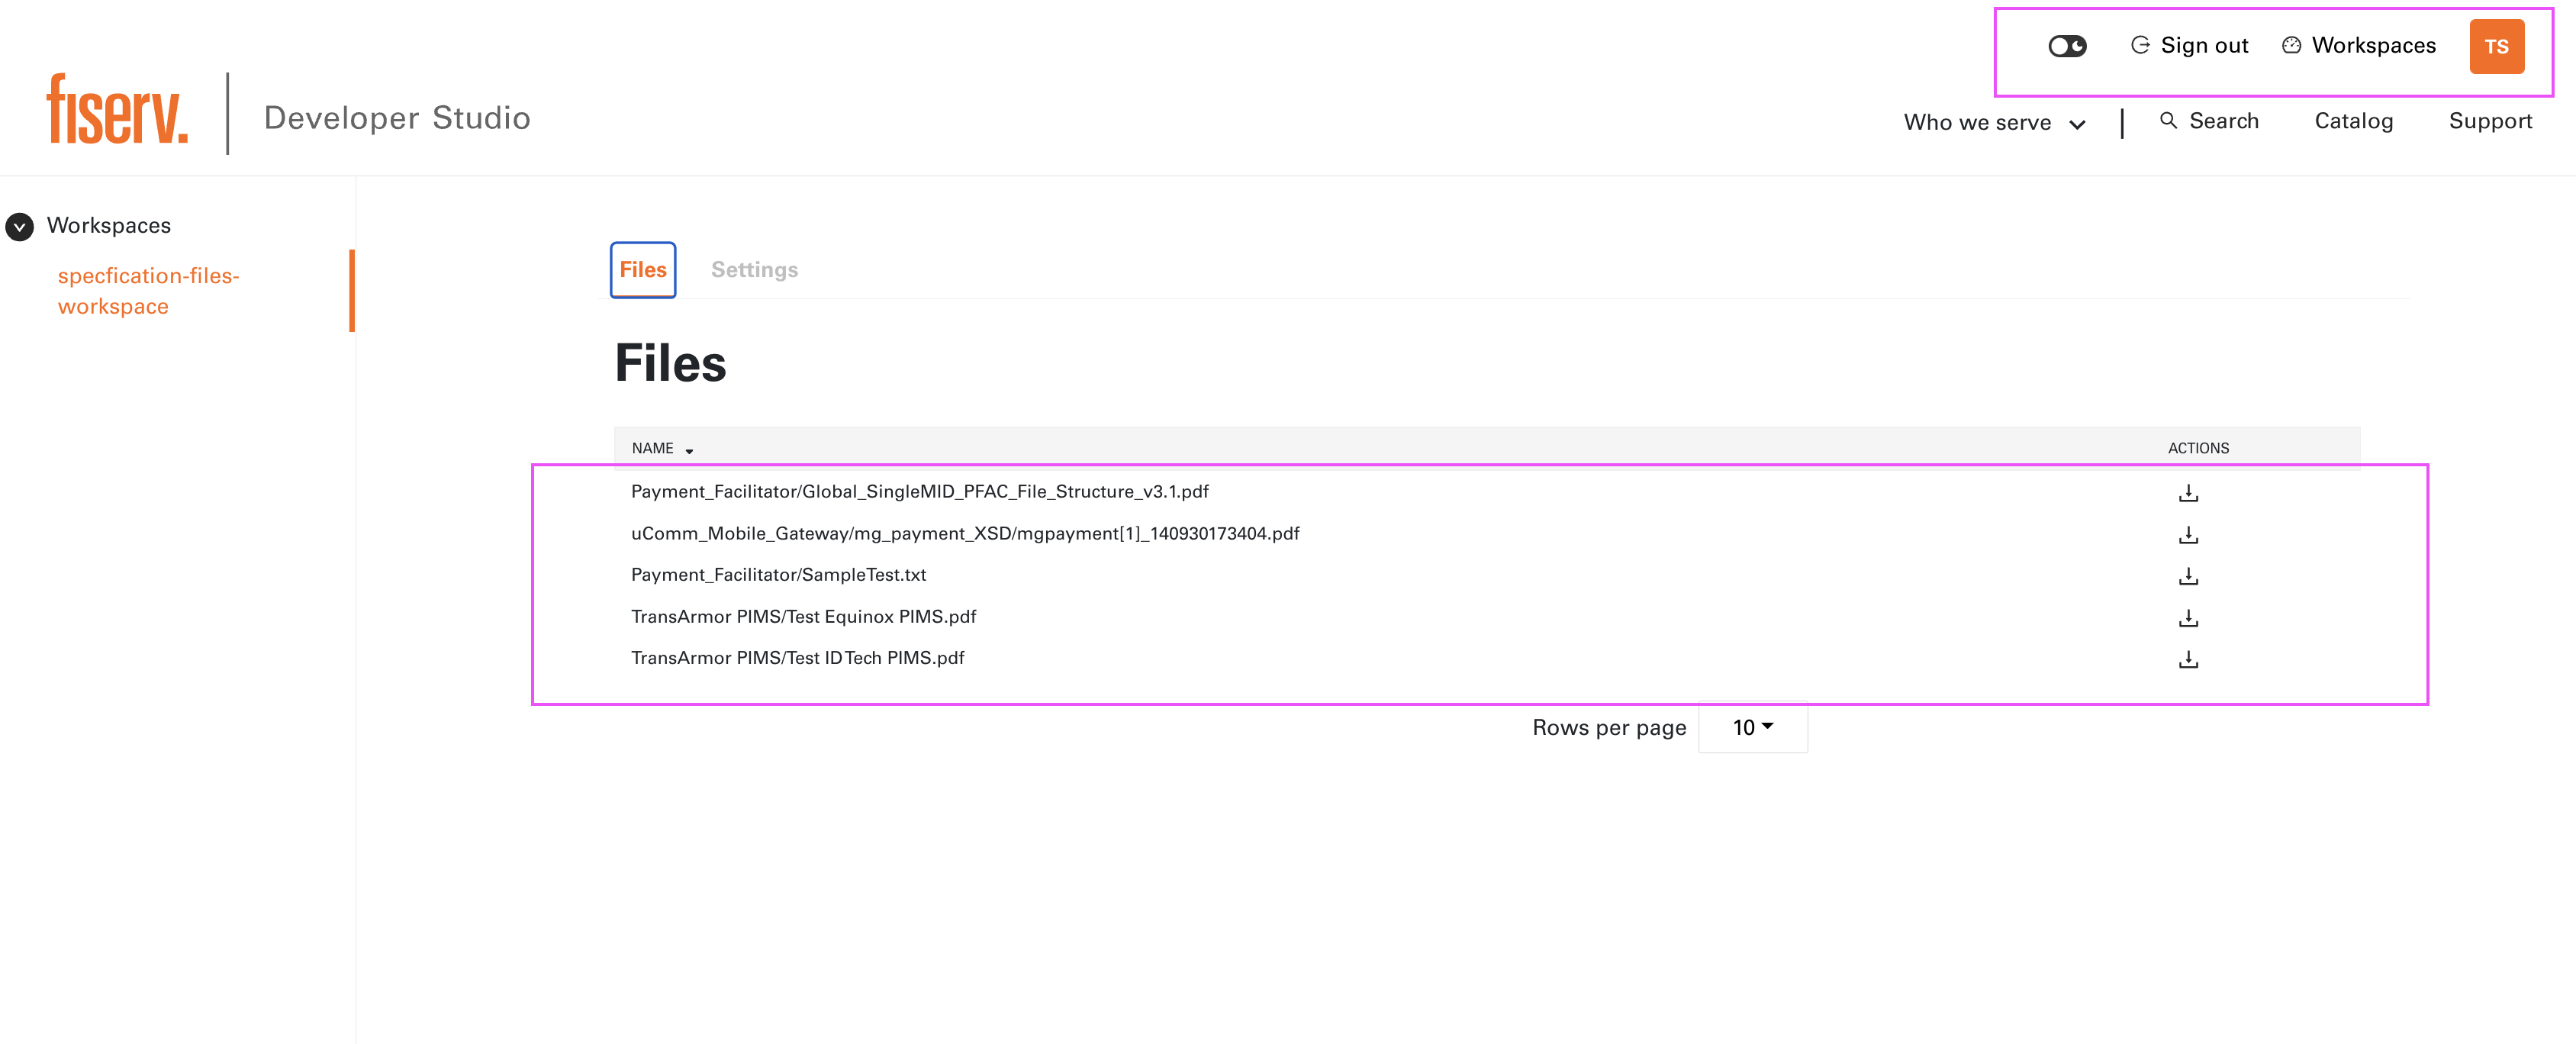 Sign out Workspaces TS
fiserv. Developer Studio
Who we serve Search Catalog Support
Workspaces
specfication-files-
workspace
Files Settings
Files
NAME ACTIONS
Payment_Facilitator/Global_SingleMID_PFAC_File_Structure_v3.1.pdf
uComm_Mobile_Gateway/mg_payment_XSD/mgpayment[1]_140930173404.pdf
Payment_Facilitator/SampleTest.txt
TransArmor PIMS/Test Equinox PIMS.pdf
TransArmor PIMS/Test ID Tech PIMS.pdf
Rows per page 10